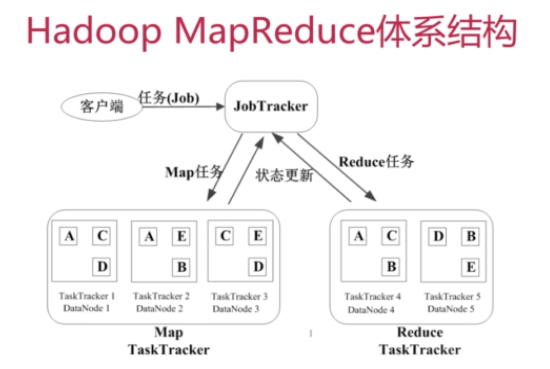 Hadoop MapReduce体系结构
客户端
任务(Job)
JobTracker
Map任务
状态更新
Reduce任务
A C
D
A E
B
C E
D
A C
B
D B
E
TaskTracker 1
DataNode 1
TaskTracker 2
DataNode 2
TaskTracker 3
DataNode 3
TaskTracker 4
DataNode 4
TaskTracker 5
DataNode 5
Map
TaskTracker
Reduce
TaskTracker